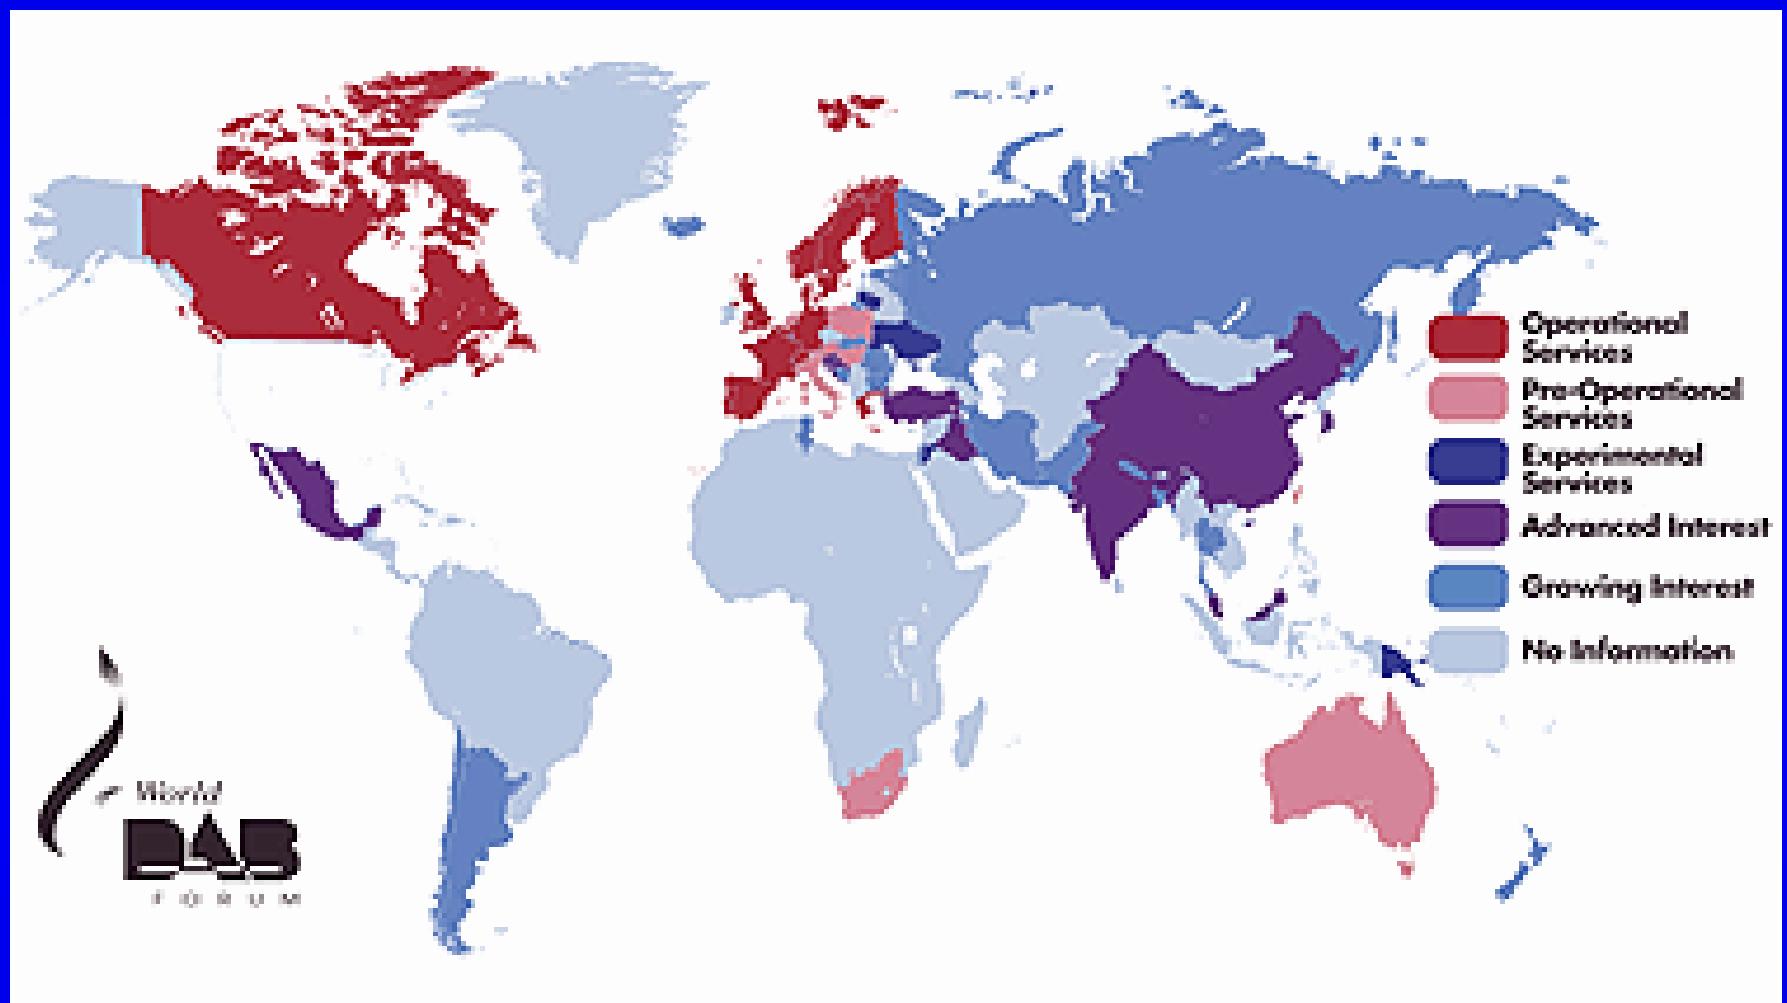 Operational
Services
Pre-Operational
Services
Experimental
Services
Advanced Interest
Growing Interest
No Information
World
DAB
FORUM